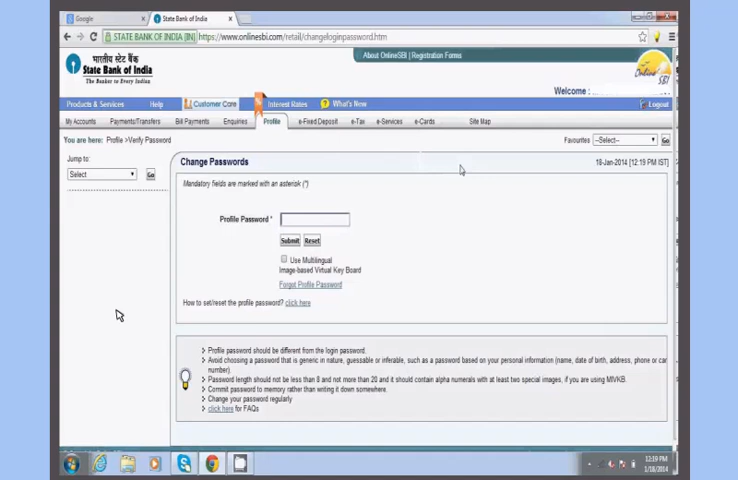 Google
State Bank of India
STATE BANK OF INDIA [IN] https://www.onlinesbi.com/retail/changeloginpassword.htm
भारतीय स्टेट बैंक
State Bank of India
The Banker to Every Indian
About OnlineSBI | Registration Forms
Online SBI
Welcome :
Products & Services Help Customer Care Interest Rates What's New Logout
My Accounts Payments/Transfers Bill Payments Enquiries Profile e-Fixed Deposit e-Tax e-Services e-Cards Site Map
You are here: Profile >Verify Password
Favourites --Select-- Go
Jump to:
Select Go
Change Passwords
18-Jan-2014 [12:19 PM IST]
Mandatory fields are marked with an asterisk (*)
Profile Password *
Submit Reset
Use Multilingual
Image-based Virtual Key Board
Forgot Profile Password
How to set/reset the profile password? click here
Profile password should be different from the login password.
Avoid choosing a password that is generic in nature, guessable or inferable, such as a password based on your personal information (name, date of birth, address, phone or car
number)
Password length should not be less than 8 and not more than 20 and it should contain alpha numerals with at least two special images, if you are using MIVKB.
Commit password to memory rather than writing it down somewhere.
Change your password regularly
click here for FAQs
12:19 PM
1/18/2014